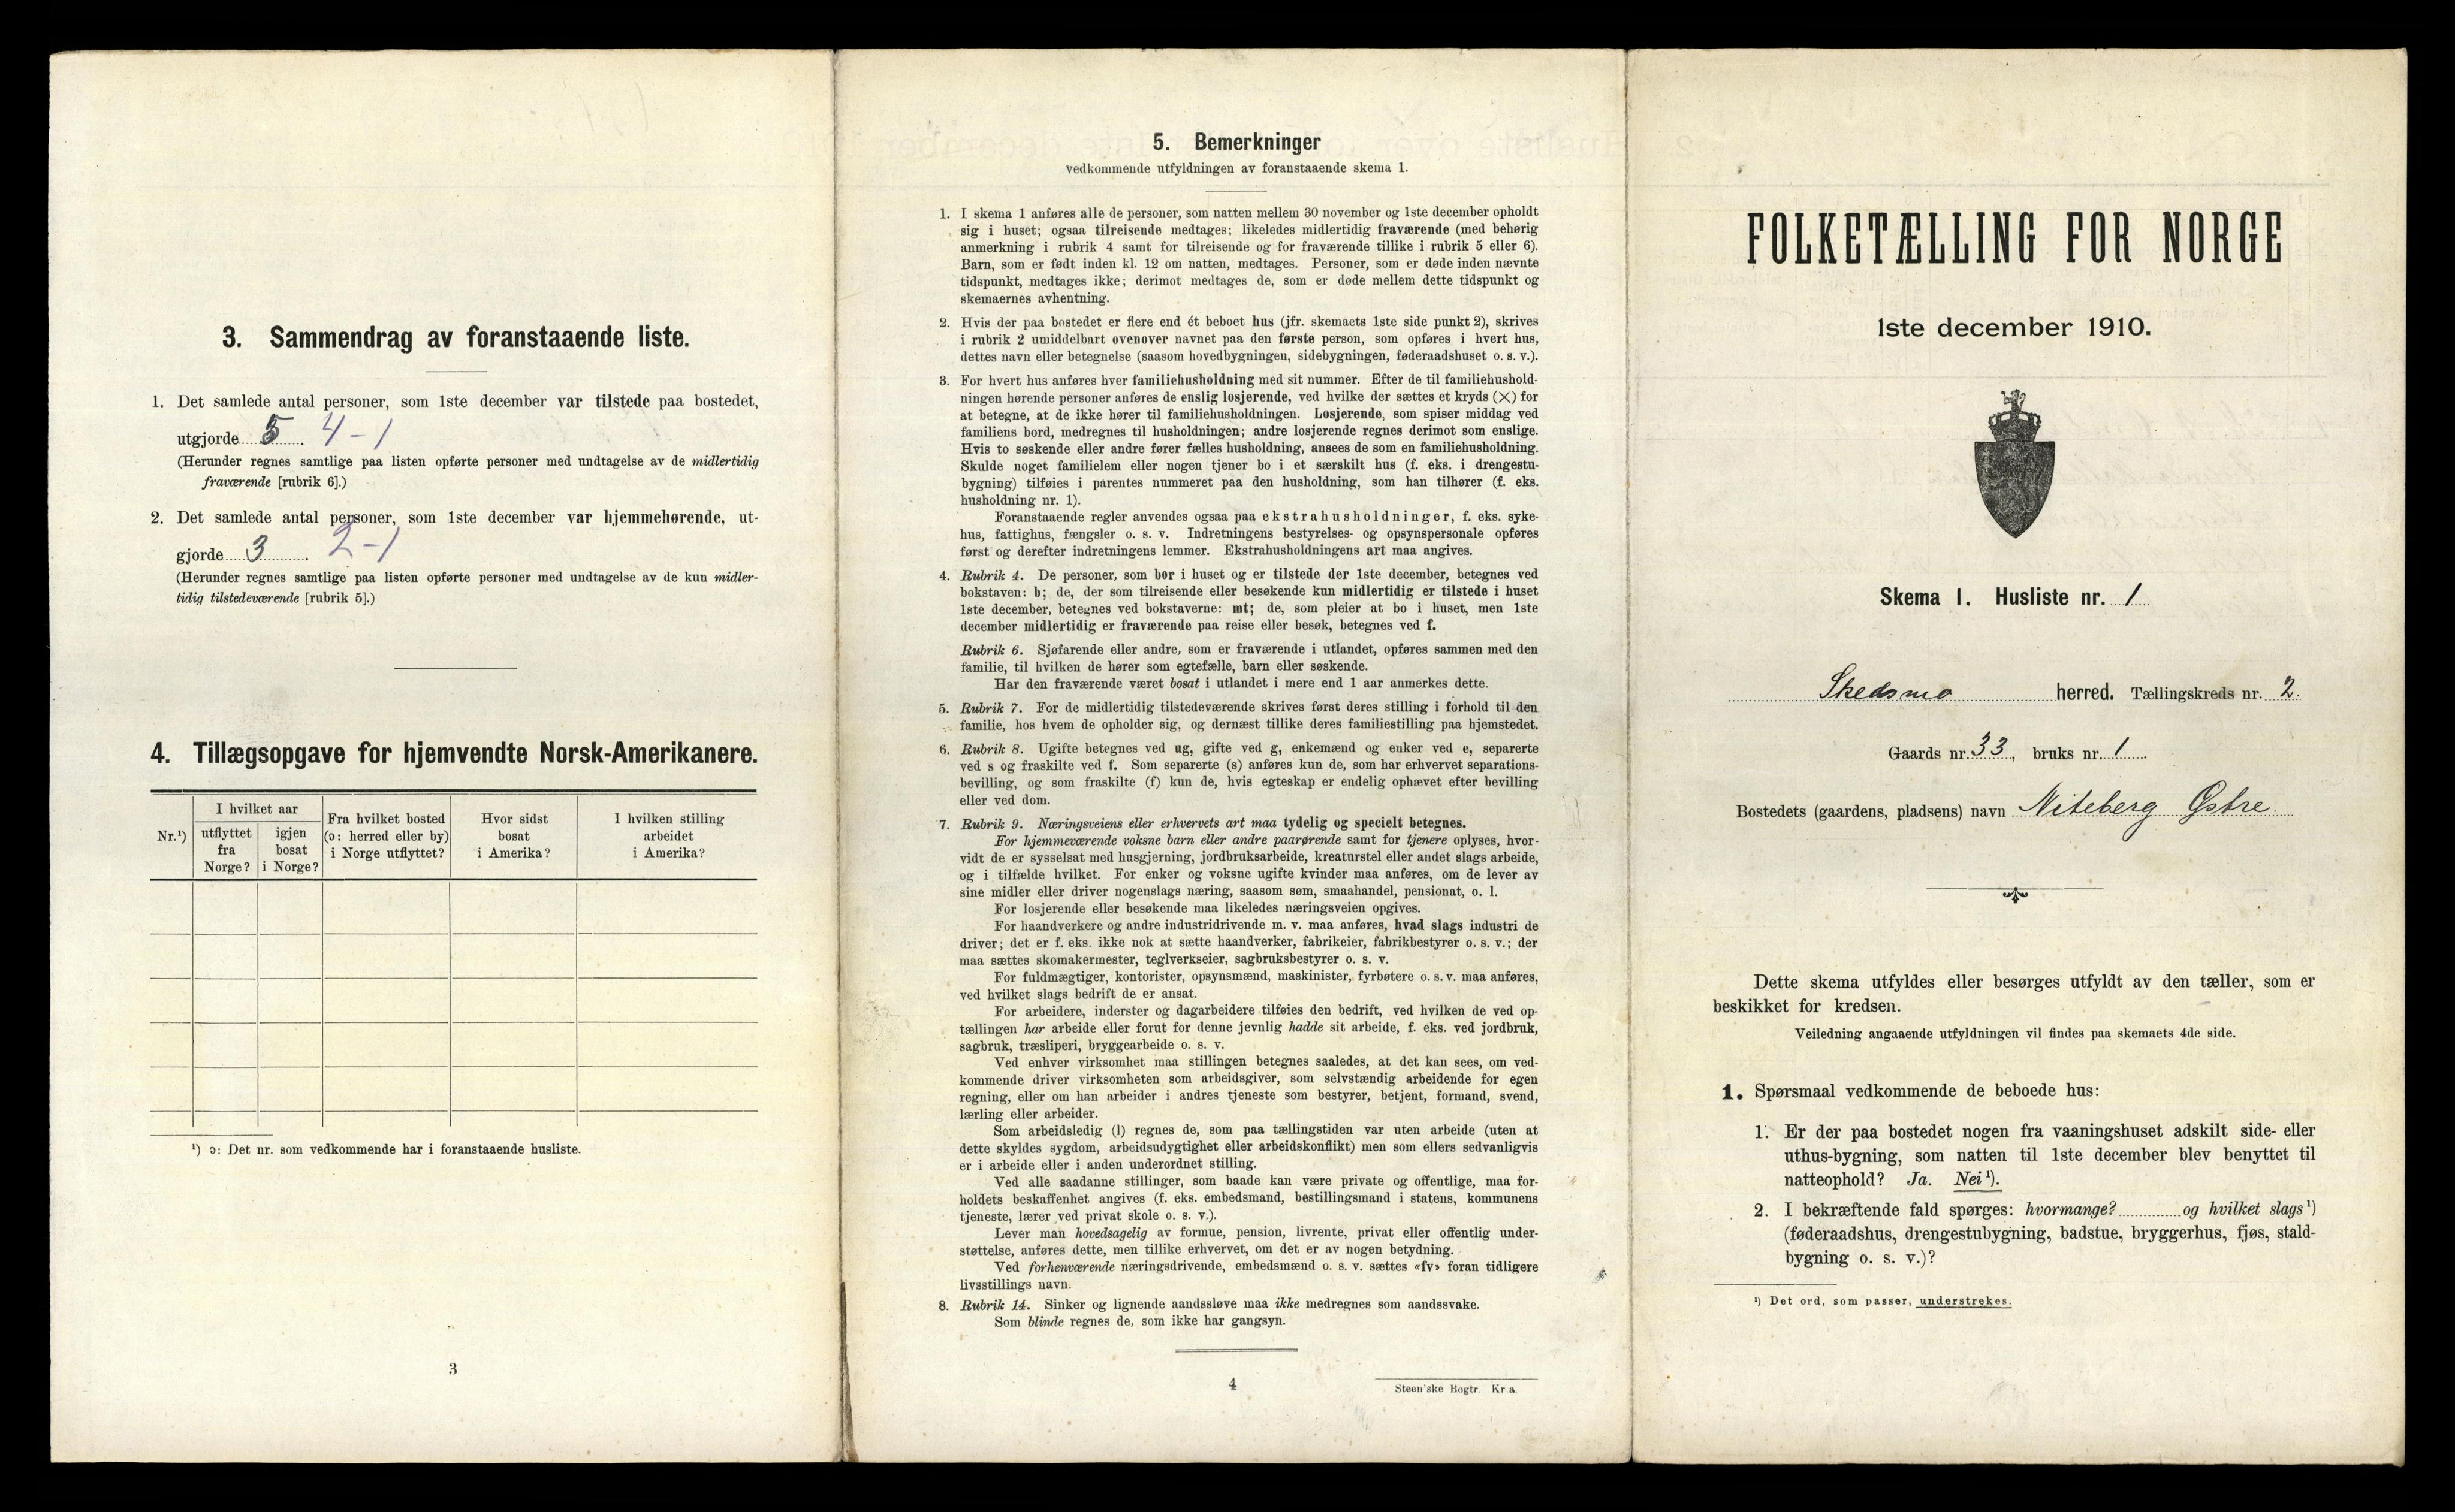 3. Sammendrag av foranstaaende liste.
1. Det samlede antal personer, som 1ste december var tilstede paa bostedet,
utgjorde 5. 4-1
(Herunder regnes samtlige paa listen opførte personer med undtagelse av de midlertidig
fraværende [rubrik 6].)
2. Det samlede antal personer, som 1ste december var hjemmehørende, ut-
gjorde 3. 2-1
(Herunder regnes samtlige paa listen opførte personer med undtagelse av de kun midler-
tidig tilstedeværende [rubrik 5].)
4. Tillægsopgave for hjemvendte Norsk-Amerikanere.
Nr.¹)
I hvilket aar
utflyttet
fra
Norge?
igjen
bosat
i Norge?
Fra hvilket bosted
(ɔ: herred eller by)
i Norge utflyttet?
Hvor sidst
bosat
i Amerika?
I hvilken stilling
arbeidet
i Amerika?
¹) ɔ: Det nr. som vedkommende har i foranstaaende husliste.
3
5. Bemerkninger
vedkommende utfyldningen av foranstaaende skema 1.
1. I skema 1 anføres alle de personer, som natten mellem 30 november og 1ste december opholdt
sig i huset; ogsaa tilreisende medtages; likeledes midlertidig fraværende (med behørig
anmerkning i rubrik 4 samt for tilreisende og for fraværende tillike i rubrik 5 eller 6).
Barn, som er født inden kl. 12 om natten, medtages. Personer, som er døde inden nævnte
tidspunkt, medtages ikke; derimot medtages de, som er døde mellem dette tidspunkt og
skemaernes avhentning.
2. Hvis der paa bostedet er flere end ét beboet hus (jfr. skemaets 1ste side punkt 2), skrives
i rubrik 2 umiddelbart ovenover navnet paa den første person, som opføres i hvert hus,
dettes navn eller betegnelse (saasom hovedbygningen, sidebygningen, føderaadshuset o. s. v.).
3. For hvert hus anføres hver familiehusholdning med sit nummer. Efter de til familiehushold-
ningen hørende personer anføres de enslig losjerende, ved hvilke der sættes et kryds (×) for
at betegne, at de ikke hører til familiehusholdningen. Losjerende, som spiser middag ved
familiens bord, medregnes til husholdningen; andre losjerende regnes derimot som enslige.
Hvis to søskende eller andre fører fælles husholdning, ansees de som en familiehusholdning.
Skulde noget familielem eller nogen tjener bo i et særskilt hus (f. eks. i drengestu-
bygning) tilføies i parentes nummeret paa den husholdning, som han tilhører (f. eks.
husholdning nr. 1).
Foranstaaende regler anvendes ogsaa paa ekstrahusholdninger, f. eks. syke-
hus, fattighus, fængsler o. s. v. Indretningens bestyrelses- og opsynspersonale opføres
først og derefter indretningens lemmer. Ekstrahusholdningens art maa angives.
4. Rubrik 4. De personer, som bor i huset og er tilstede der 1ste december, betegnes ved
bokstaven: b; de, der som tilreisende eller besøkende kun midlertidig er tilstede i huset
1ste december, betegnes ved bokstaverne: mt; de, som pleier at bo i huset, men 1ste
december midlertidig er fraværende paa reise eller besøk, betegnes ved f.
Rubrik 6. Sjøfarende eller andre, som er fraværende i utlandet, opføres sammen med den
familie, til hvilken de hører som egtefælle, barn eller søskende.
Har den fraværende været bosat i utlandet i mere end 1 aar anmerkes dette.
5. Rubrik 7. For de midlertidig tilstedeværende skrives først deres stilling i forhold til den
familie, hos hvem de opholder sig, og dernæst tillike deres familiestilling paa hjemstedet.
6. Rubrik 8. Ugifte betegnes ved ug, gifte ved g, enkemænd og enker ved e, separerte
ved s og fraskilte ved f. Som separerte (s) anføres kun de, som har erhvervet separations-
bevilling, og som fraskilte (f) kun de, hvis egteskap er endelig ophævet efter bevilling
eller ved dom.
7. Rubrik 9. Næringsveiens eller erhvervets art maa tydelig og specielt betegnes.
For hjemmeværende voksne barn eller andre paarørende samt for tjenere oplyses, hvor-
vidt de er sysselsat med husgjerning, jordbruksarbeide, kreaturstel eller andet slags arbeide,
og i tilfælde hvilket. For enker og voksne ugifte kvinder maa anføres, om de lever av
sine midler eller driver nogenslags næring, saasom søm, smaahandel, pensionat, o. l.
For losjerende eller besøkende maa likeledes næringsveien opgives.
For haandverkere og andre industridrivende m. v. maa anføres, hvad slags industri de
driver; det er f. eks. ikke nok at sætte haandverker, fabrikeier, fabrikbestyrer o. s. v.; der
maa sættes skomakermester, teglverkseier, sagbruksbestyrer o. s. v.
For fuldmægtiger, kontorister, opsynsmænd, maskinister, fyrbøtere o. s. v. maa anføres,
ved hvilket slags bedrift de er ansat.
For arbeidere, inderster og dagarbeidere tilføies den bedrift, ved hvilken de ved op-
tællingen har arbeide eller forut for denne jevnlig hadde sit arbeide, f. eks. ved jordbruk,
sagbruk, træsliperi, bryggearbeide o. s. v.
Ved enhver virksomhet maa stillingen betegnes saaledes, at det kan sees, om ved-
kommende driver virksomheten som arbeidsgiver, som selvstændig arbeidende for egen
regning, eller om han arbeider i andres tjeneste som bestyrer, betjent, formand, svend,
lærling eller arbeider.
Som arbeidsledig (l) regnes de, som paa tællingstiden var uten arbeide (uten at
dette skyldes sygdom, arbeidsudygtighet eller arbeidskonflikt) men som ellers sedvanligvis
er i arbeide eller i anden underordnet stilling.
Ved alle saadanne stillinger, som baade kan være private og offentlige, maa for-
holdets beskaffenhet angives (f. eks. embedsmand, bestillingsmand i statens, kommunens
tjeneste, lærer ved privat skole o. s. v.).
Lever man hovedsagelig av formue, pension, livrente, privat eller offentlig under-
støttelse, anføres dette, men tillike erhvervet, om det er av nogen betydning.
Ved forhenværende næringsdrivende, embedsmænd o. s. v. sættes «fv» foran tidligere
livsstillings navn.
8. Rubrik 14. Sinker og lignende aandssløve maa ikke medregnes som aandssvake.
Som blinde regnes de, som ikke har gangsyn.
4
Steen'ske Bogtr. Kr.a.
FOLKETÆLLING FOR NORGE
1ste december 1910.
Skema 1. Husliste nr. 1
Skedsmo herred. Tællingskreds nr. 2.
Gaards nr. 33, bruks nr. 1.
Bostedets (gaardens, pladsens) navn Niteberg Østre.
Dette skema utfyldes eller besørges utfyldt av den tæller, som er
beskikket for kredsen.
Veiledning angaaende utfyldningen vil findes paa skemaets 4de side.
1. Spørsmaal vedkommende de beboede hus:
1. Er der paa bostedet nogen fra vaaningshuset adskilt side- eller
uthus-bygning, som natten til 1ste december blev benyttet til
natteophold? Ja. Nei¹).
2. I bekræftende fald spørges: hvormange? og hvilket slags¹)
(føderaadshus, drengestubygning, badstue, bryggerhus, fjøs, stald-
bygning o. s. v.)?
¹) Det ord, som passer, understrekes.